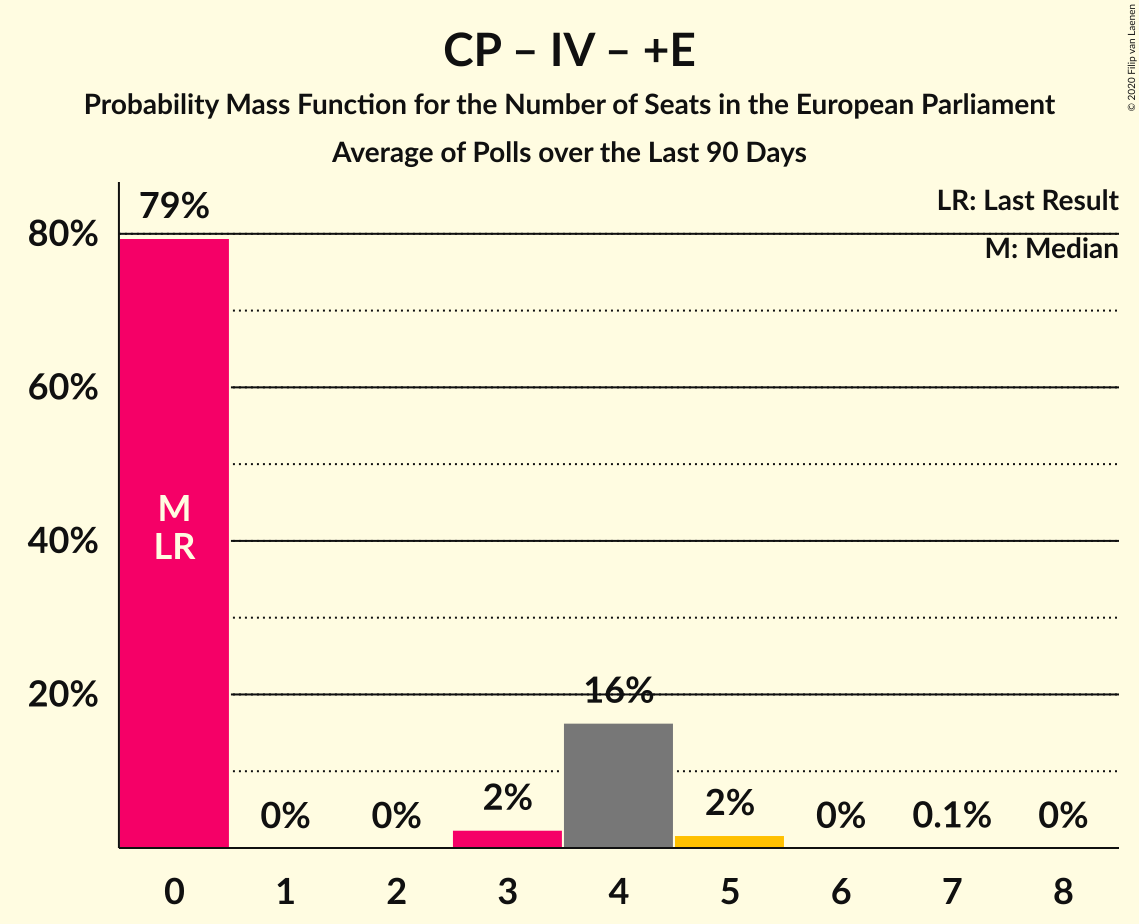 CP – IV – +E
Probability Mass Function for the Number of Seats in the European Parliament
Average of Polls over the Last 90 Days
© 2020 Filip van Laenen
LR: Last Result
M: Median
79%
80%
60%
40%
20%
M
LR
0%
0%
2%
16%
2%
0%
0.1%
0%
0 1 2 3 4 5 6 7 8